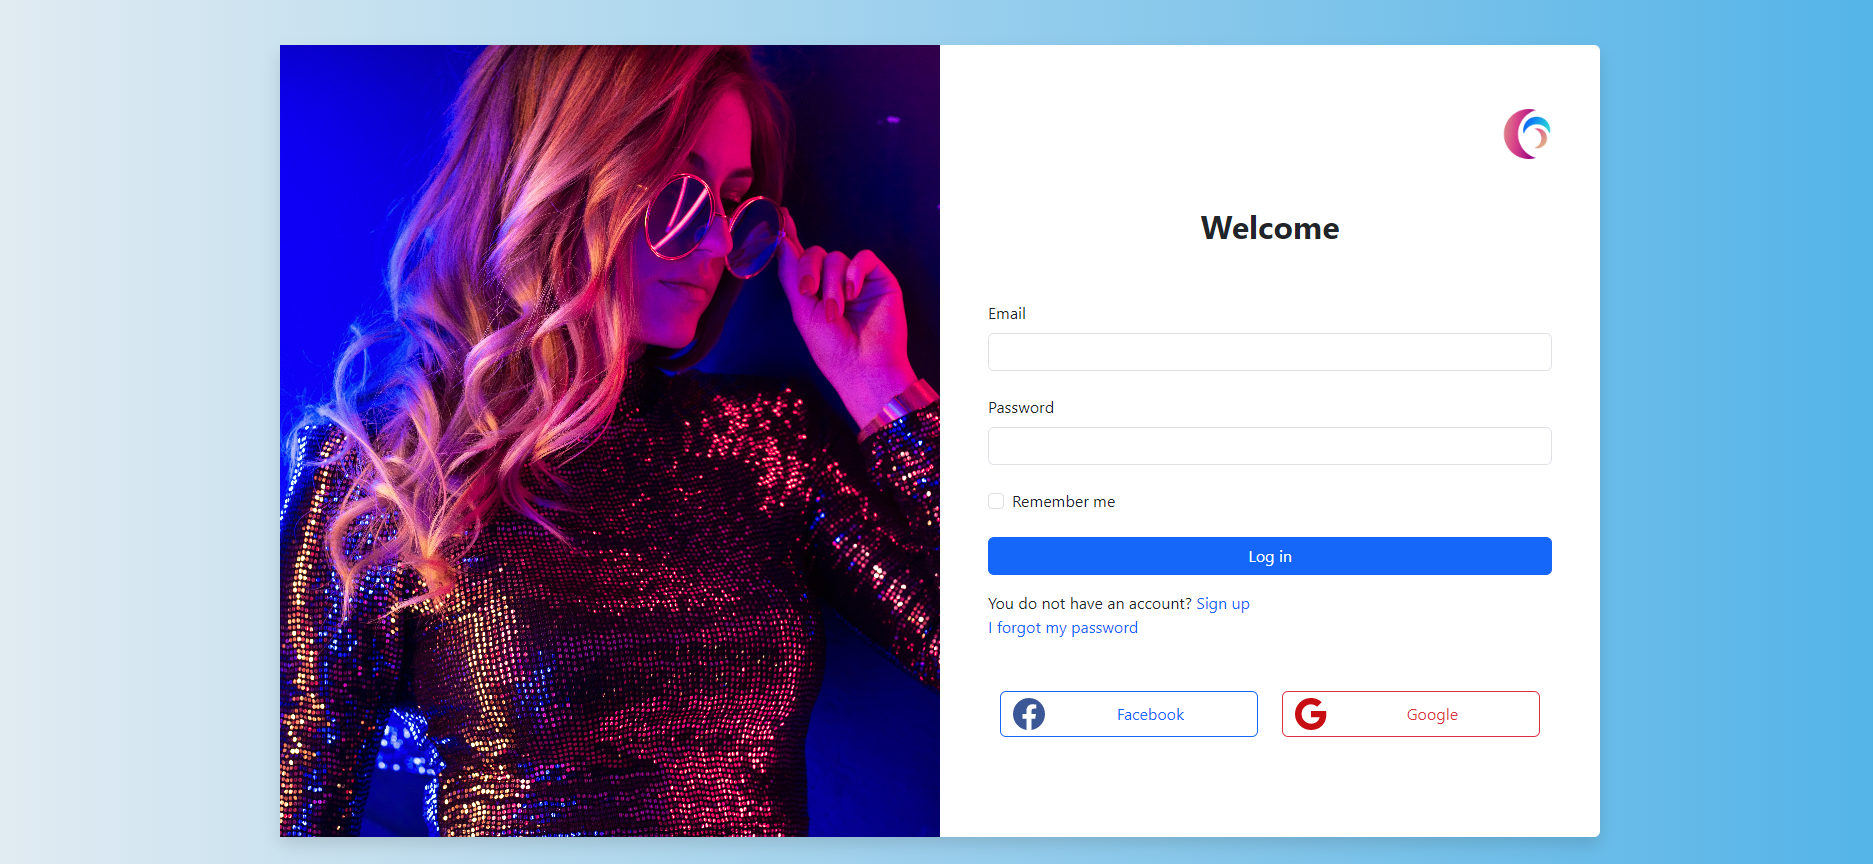 Welcome
Email
Password
Remember me
Log in
You do not have an account? Sign up
I forgot my password
Facebook
Google